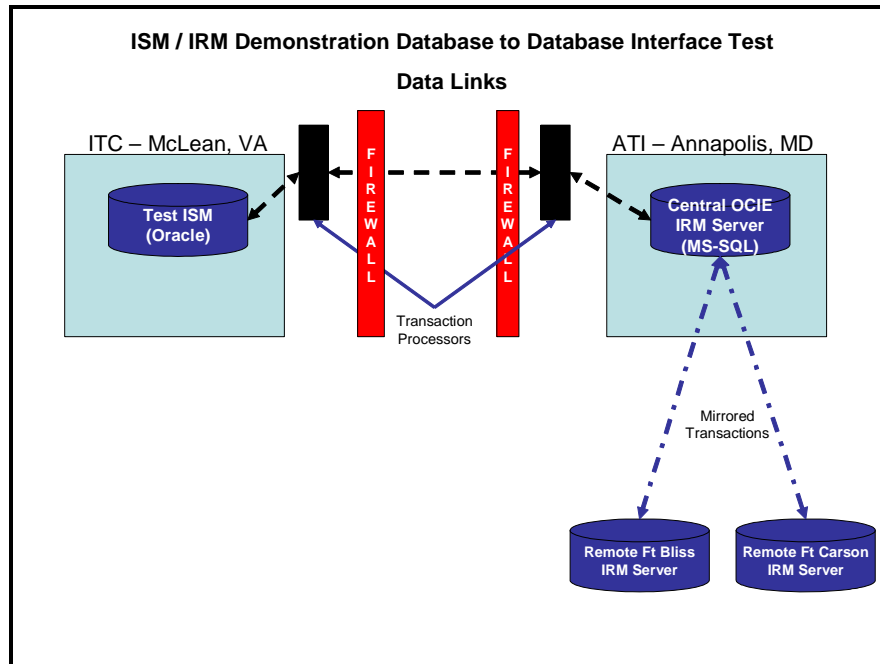 ISM / IRM Demonstration Database to Database Interface Test
Data Links
ITC – McLean, VA
ATI – Annapolis, MD
FIREWALL
FIREWALL
Test ISM
(Oracle)
Central OCIE
IRM Server
(MS-SQL)
Transaction
Processors
Mirrored
Transactions
Remote Ft Bliss
IRM Server
Remote Ft Carson
IRM Server